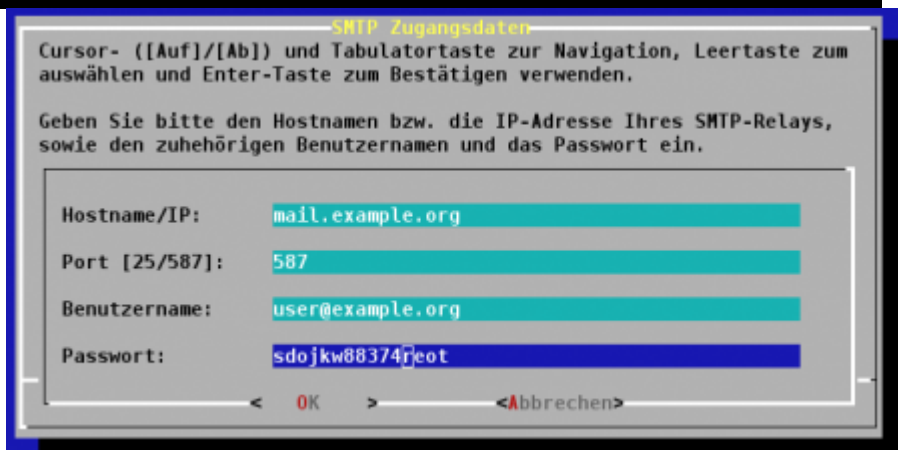 SMTP Zugangsdaten
Cursor- ([Auf]/[Ab]) und Tabulatortaste zur Navigation, Leertaste zum
auswählen und Enter-Taste zum Bestätigen verwenden.
Geben Sie bitte den Hostnamen bzw. die IP-Adresse Ihres SMTP-Relays,
sowie den zuhehörigen Benutzernamen und das Passwort ein.
Hostname/IP: mail.example.org
Port [25/587]: 587
Benutzername: user@example.org
Passwort: sdojkw88374reot
< OK > <Abbrechen>